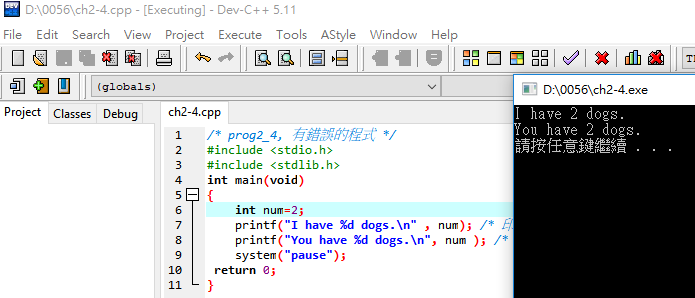 D:\0056\ch2-4.cpp - [Executing] - Dev-C++ 5.11
File Edit Search View Project Execute Tools AStyle Window Help
(globals)
Project Classes Debug
ch2-4.cpp
1 /* prog2_4, 有錯誤的程式 */
2 #include <stdio.h>
3 #include <stdlib.h>
4 int main(void)
5 {
6 int num=2;
7 printf("I have %d dogs.\n" , num); /* 印
8 printf("You have %d dogs.\n", num ); /*
9 system("pause");
10 return 0;
11 }
D:\0056\ch2-4.exe
I have 2 dogs.
You have 2 dogs.
請按任意鍵繼續 . . .